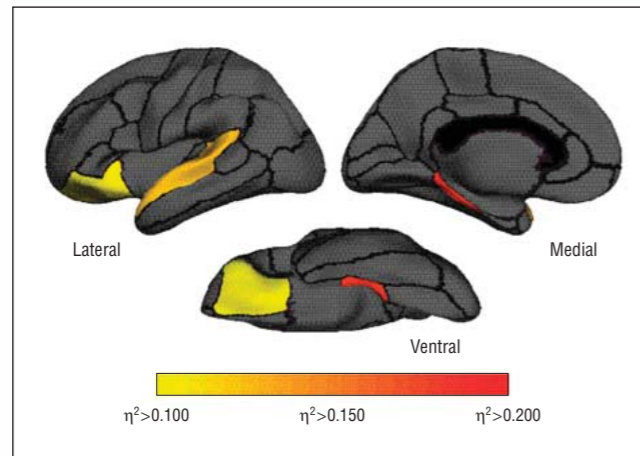 Lateral
Medial
Ventral
η²>0.100
η²>0.150
η²>0.200